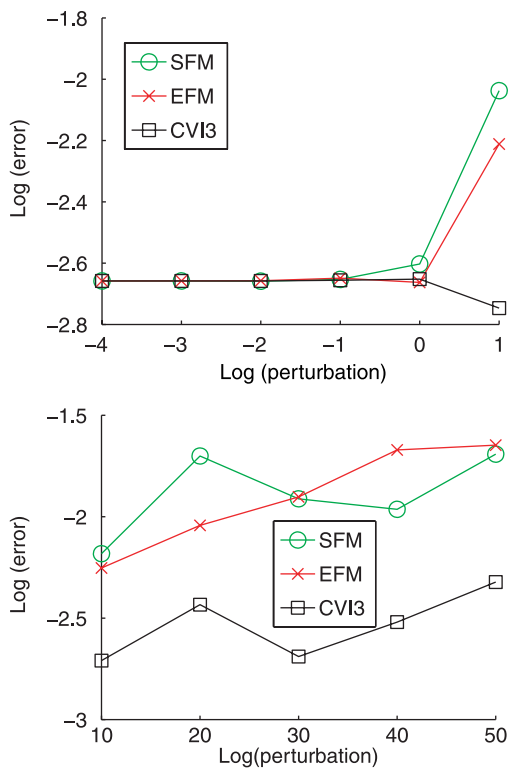 −1.8
−2
−2.2
−2.4
−2.6
−2.8
Log (error)
SFM
EFM
CVI3
−4
−3
−2
−1
0
1
Log (perturbation)
−1.5
−2
−2.5
−3
Log (error)
SFM
EFM
CVI3
10
20
30
40
50
Log(perturbation)